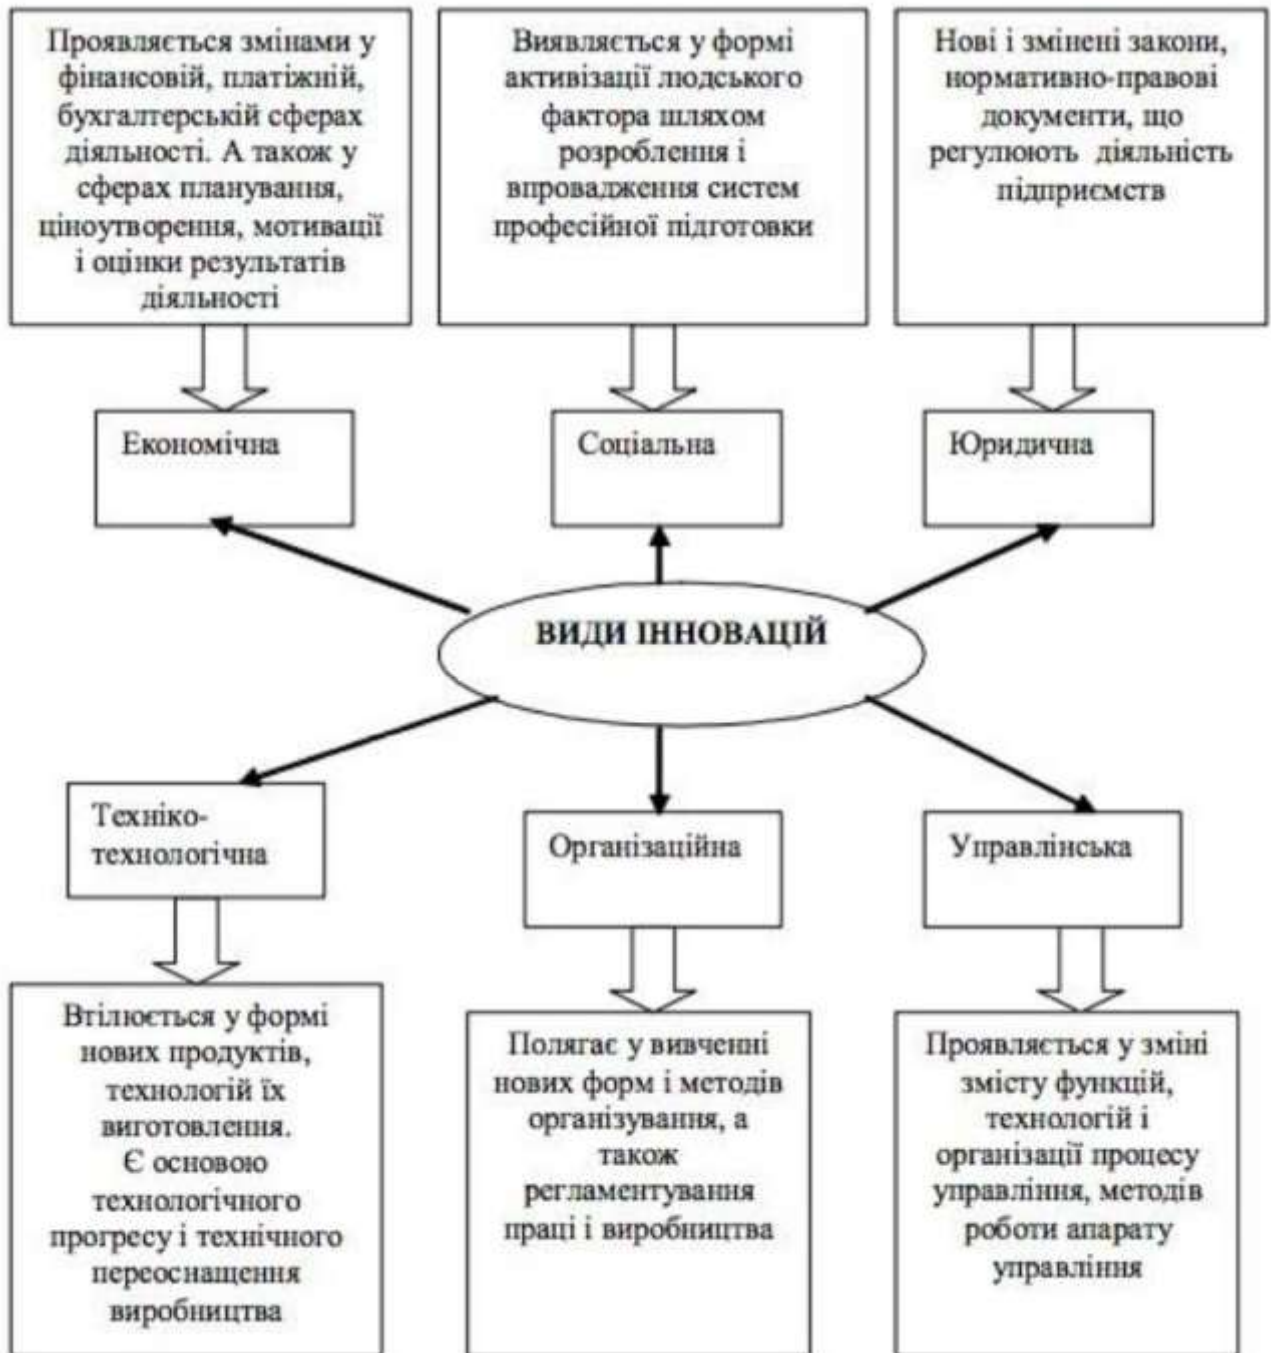 Проявляється змінами у
фінансовій, платіжній,
бухгалтерській сферах
діяльності. А також у
сферах планування,
ціноутворення, мотивації
і оцінки результатів
діяльності
Виявляється у формі
активізації людського
фактора шляхом
розроблення і
впровадження систем
професійної підготовки
Нові і змінені закони,
нормативно-правові
документи, що
регулюють діяльність
підприємств
Економічна
Соціальна
Юридична
ВИДИ ІННОВАЦІЙ
Техніко-
технологічна
Організаційна
Управлінська
Втілюється у формі
нових продуктів,
технологій їх
виготовлення.
Є основою
технологічного
прогресу і технічного
переоснащення
виробництва
Полягає у вивченні
нових форм і методів
організування, а
також
регламентування
праці і виробництва
Проявляється у зміні
змісту функцій,
технологій і
організації процесу
управління, методів
роботи апарату
управління